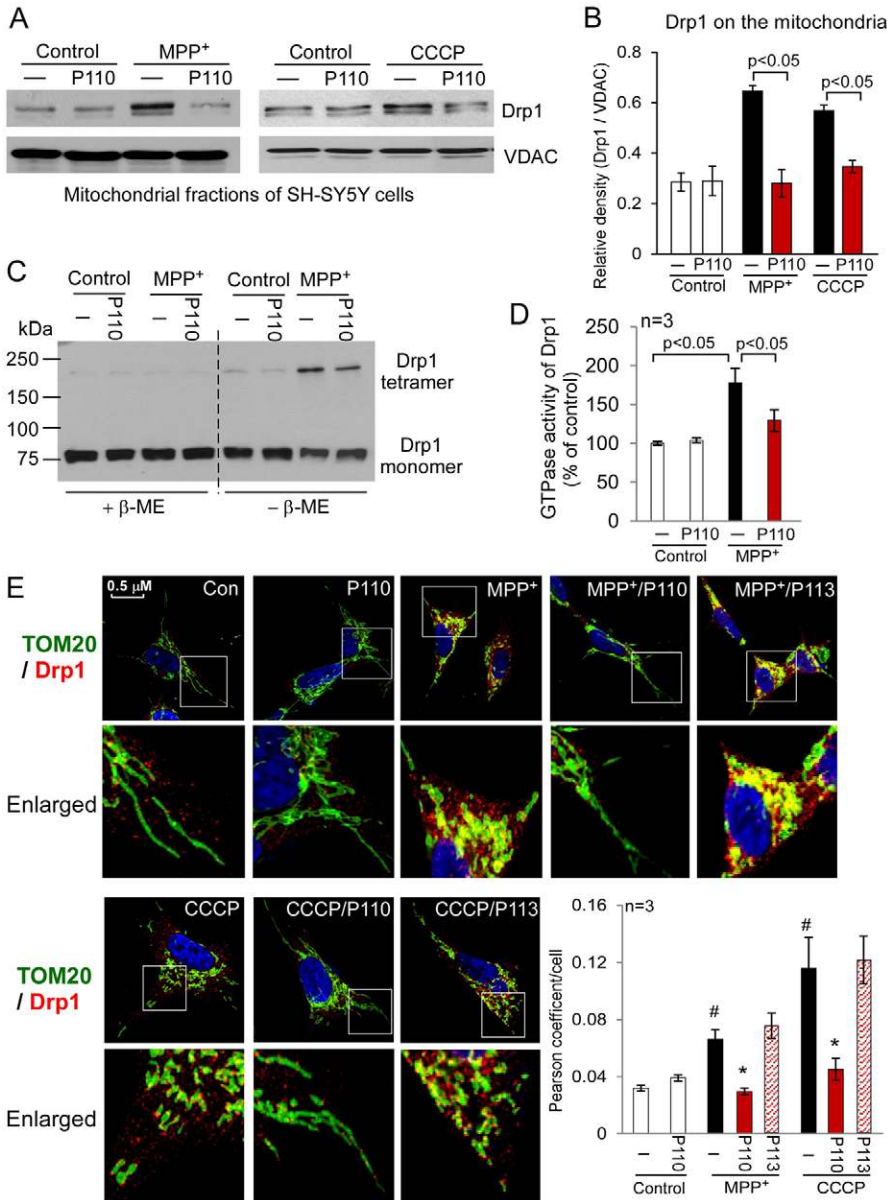 A
Control MPP+ Control CCCP
— P110 — P110 — P110 — P110
Drp1
VDAC
Mitochondrial fractions of SH-SY5Y cells
B
Drp1 on the mitochondria
Relative density (Drp1 / VDAC)
0.8
0.6
0.4
0.2
0
p<0.05
p<0.05
— P110 — P110 — P110
Control MPP+ CCCP
C
Control MPP+ Control MPP+
– P110 – P110 – P110 – P110
kDa
250
150
100
75
Drp1
tetramer
Drp1
monomer
+ β-ME – β-ME
D
n=3
GTPase activity of Drp1
(% of control)
250
200
150
100
50
0
p<0.05
p<0.05
— P110 — P110
Control MPP+
E
0.5 µM
Con P110 MPP+ MPP+/P110 MPP+/P113
TOM20
/ Drp1
Enlarged
CCCP CCCP/P110 CCCP/P113
TOM20
/ Drp1
Enlarged
n=3
Pearson coefficent/cell
0.16
0.12
0.08
0.04
0
# * # *
– P110 – P110 P113 – P110 P113
Control MPP+ CCCP